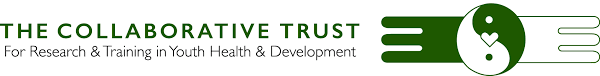 THE COLLABORATIVE TRUST
For Research & Training in Youth Health & Development